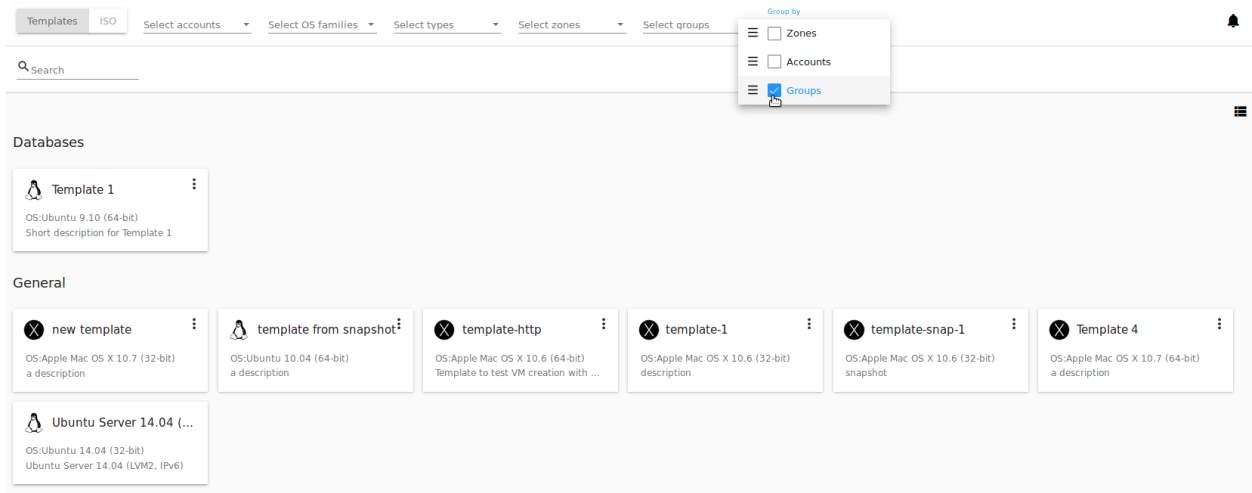 Templates ISO Select accounts Select OS families Select types Select zones Select groups Group by
Zones
Accounts
Groups
Search
Databases
Template 1
OS:Ubuntu 9.10 (64-bit)
Short description for Template 1
General
new template
OS:Apple Mac OS X 10.7 (32-bit)
a description
template from snapshot
OS:Ubuntu 10.04 (64-bit)
a description
template-http
OS:Apple Mac OS X 10.6 (64-bit)
Template to test VM creation with ...
template-1
OS:Apple Mac OS X 10.6 (32-bit)
description
template-snap-1
OS:Apple Mac OS X 10.6 (32-bit)
snapshot
Template 4
OS:Apple Mac OS X 10.7 (64-bit)
a description
Ubuntu Server 14.04 (...
OS:Ubuntu 14.04 (32-bit)
Ubuntu Server 14.04 (LVM2, IPv6)